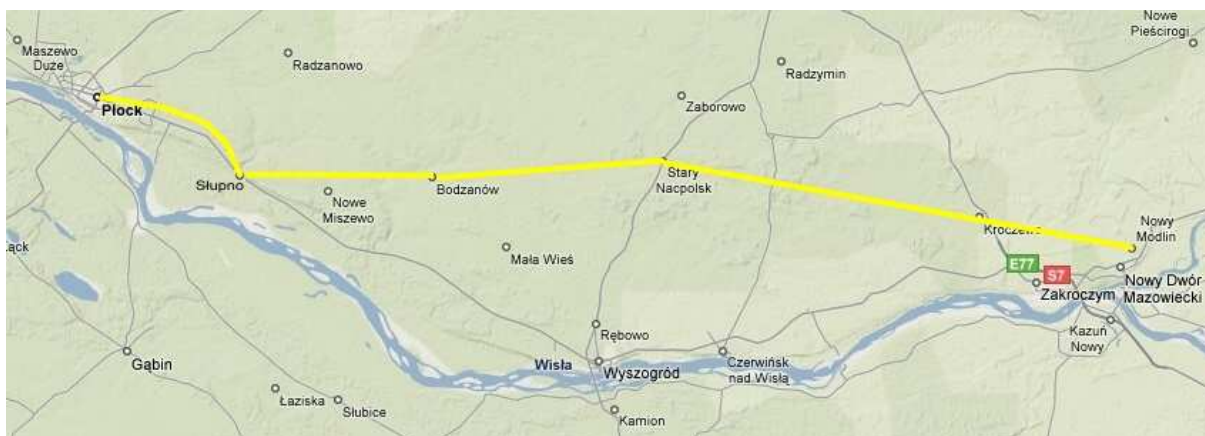 Nowe
Pieścirogi
Maszewo
Duże
Radzanowo
Radzymin
Zaborowo
Płock
Słupno
Bodzanów
Stary
Nacpolsk
Nowe
Miszewo
Kroczewo
Nowy
Modlin
Mała Wieś
E77
S7
Zakroczym
Nowy Dwór
Mazowiecki
Kazuń
Nowy
Rębowo
Wisła
Wyszogród
Czerwińsk
nad Wisłą
Gąbin
Łaziska
Słubice
Kamion